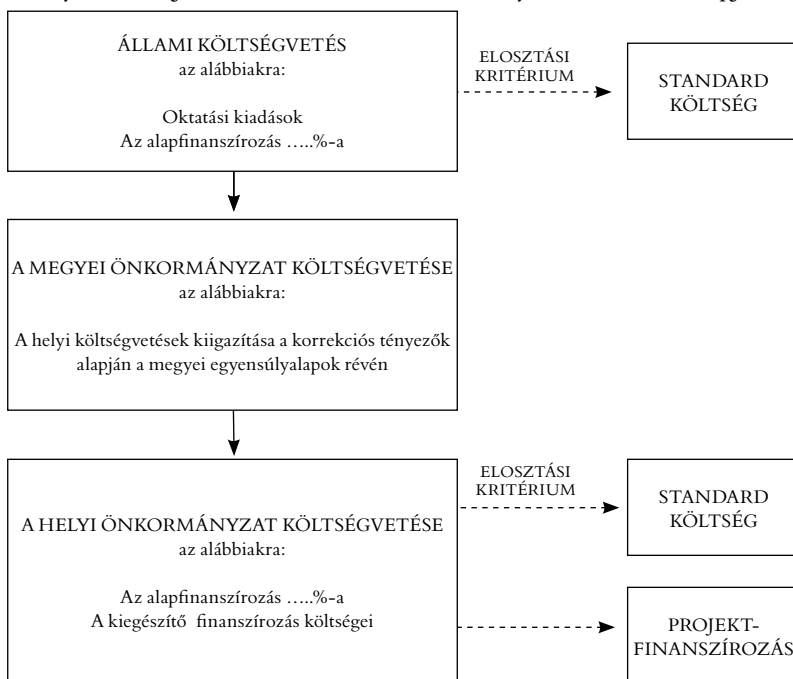 ÁLLAMI KÖLTSÉGVETÉS
az alábbiakra:
Oktatási kiadások
Az alapfinanszírozás .....%-a
ELOSZTÁSI
KRITÉRIUM
STANDARD
KÖLTSÉG
A MEGYEI ÖNKORMÁNYZAT KÖLTSÉGVETÉSE
az alábbiakra:
A helyi költségvetések kiigazítása a korrekciós tényezők
alapján a megyei egyensúlyalapok révén
A HELYI ÖNKORMÁNYZAT KÖLTSÉGVETÉSE
az alábbiakra:
Az alapfinanszírozás .....%-a
A kiegészítő finanszírozás költségei
ELOSZTÁSI
KRITÉRIUM
STANDARD
KÖLTSÉG
PROJEKT-
FINANSZÍROZÁS